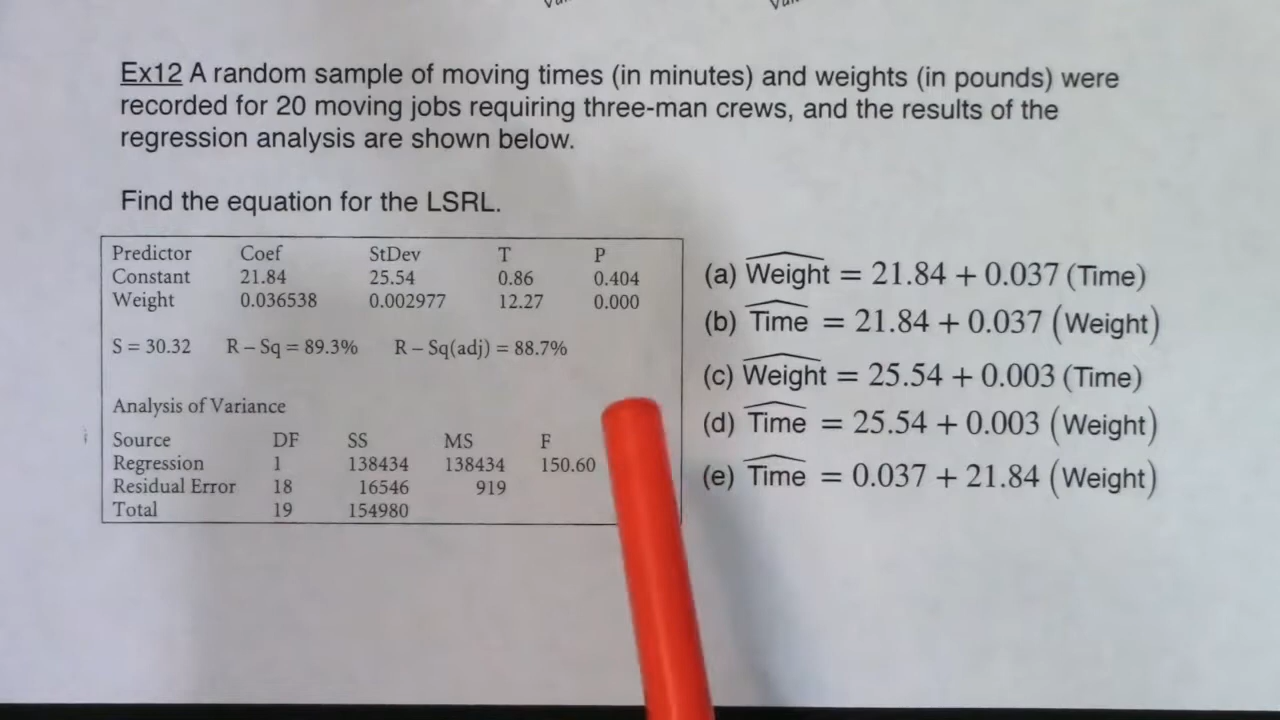 Ex12 A random sample of moving times (in minutes) and weights (in pounds) were
recorded for 20 moving jobs requiring three-man crews, and the results of the
regression analysis are shown below.
Find the equation for the LSRL.
Predictor Coef StDev T P
Constant 21.84 25.54 0.86 0.404
Weight 0.036538 0.002977 12.27 0.000
S = 30.32 R – Sq = 89.3% R – Sq(adj) = 88.7%
Analysis of Variance
Source DF SS MS F
Regression 1 138434 138434 150.60
Residual Error 18 16546 919
Total 19 154980
(a) Weight = 21.84 + 0.037 (Time)
(b) Time = 21.84 + 0.037 (Weight)
(c) Weight = 25.54 + 0.003 (Time)
(d) Time = 25.54 + 0.003 (Weight)
(e) Time = 0.037 + 21.84 (Weight)